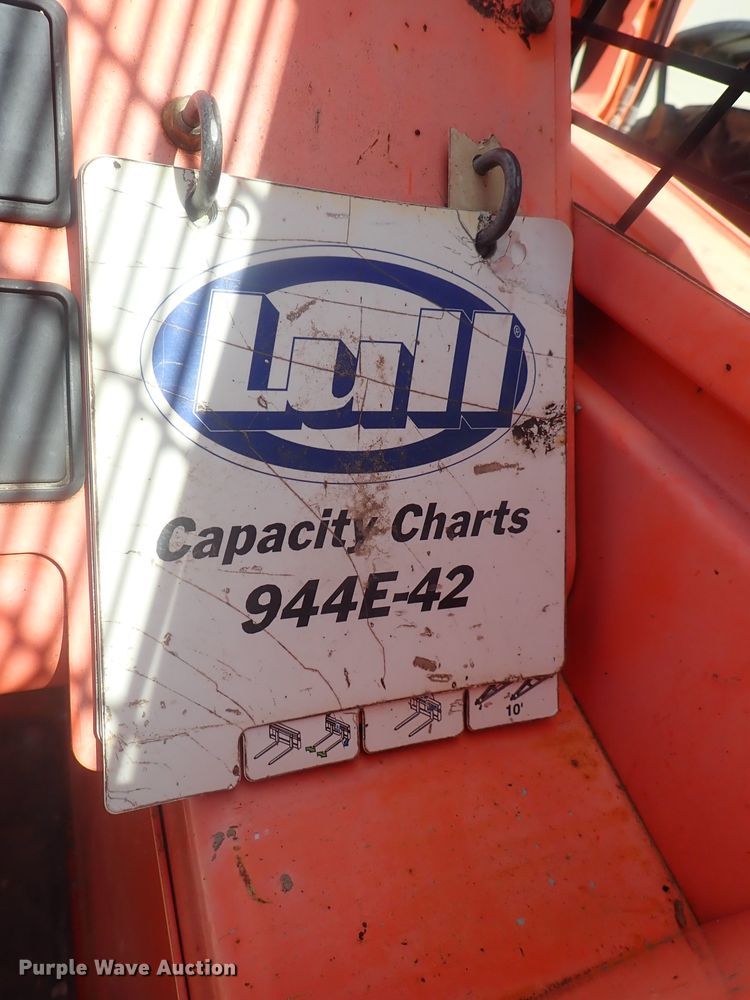 Lull®
Capacity Charts
944E-42
10'
Purple Wave Auction